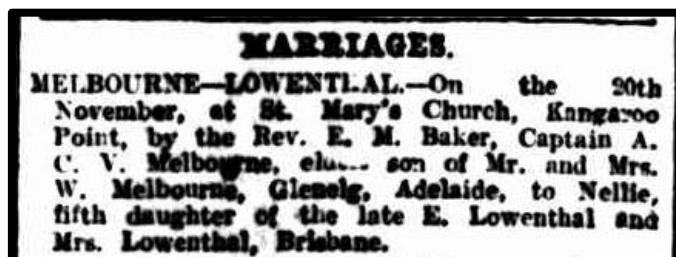 MARRIAGES.
MELBOURNE—LOWENTHAL.—On the 20th
November, at St. Mary's Church, Kangaroo
Point, by the Rev. E. M. Baker, Captain A.
C. V. Melbourne, son of Mr. and Mrs.
W. Melbourne, Glenelg, Adelaide, to Nellie,
fifth daughter of the late E. Lowenthal and
Mrs. Lowenthal, Brisbane.